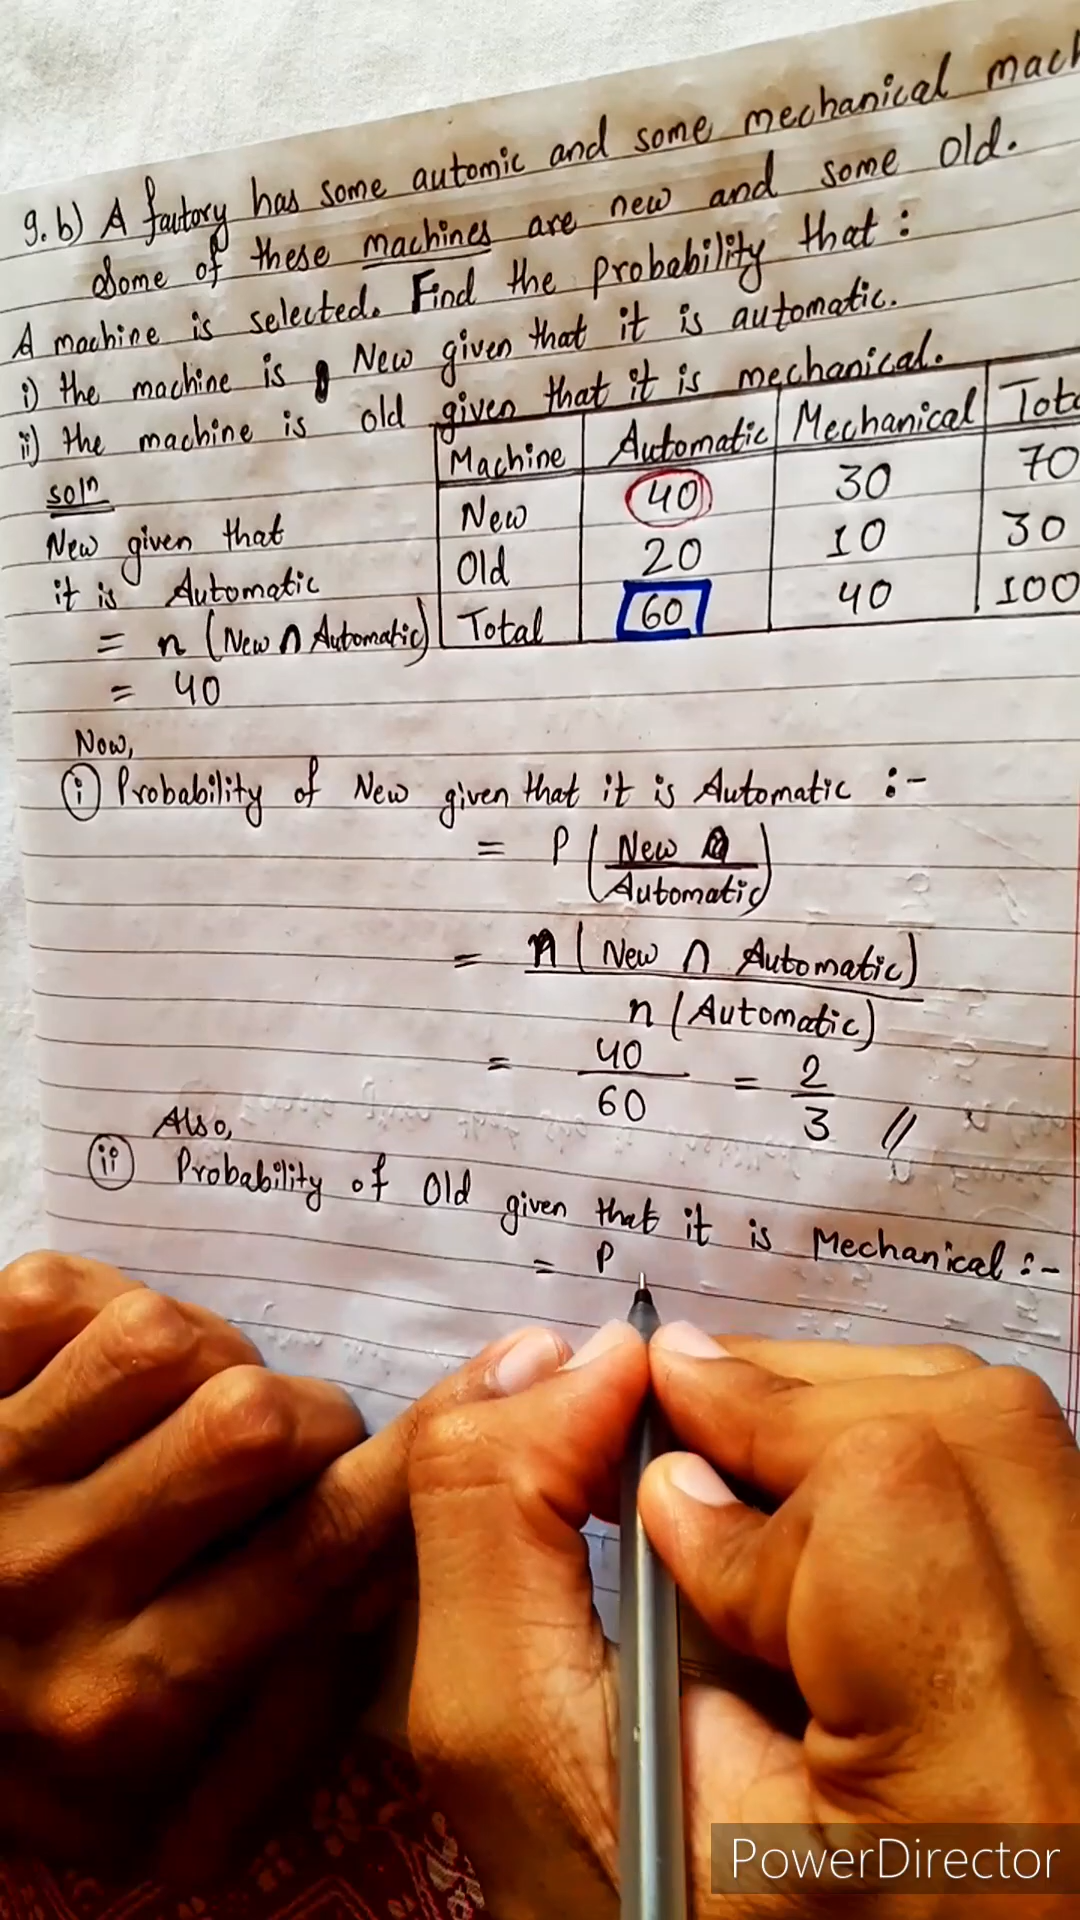 9. b) A factory has some automic and some mechanical mach
Some of these machines are new and some old.
A machine is selected. Find the probability that :
i) the machine is New given that it is automatic.
ii) the machine is old given that it is mechanical.
soln
New given that
it is Automatic
= n (New ∩ Automatic)
= 40
Machine Automatic Mechanical Tota
New 40 30 70
Old 20 10 30
Total 60 40 100
Now,
(i) Probability of New given that it is Automatic :-
= P (New / Automatic)
= n ( New ∩ Automatic)
n (Automatic)
= 40/60 = 2/3 //
Also,
(ii) Probability of Old given that it is Mechanical :-
= P
PowerDirector